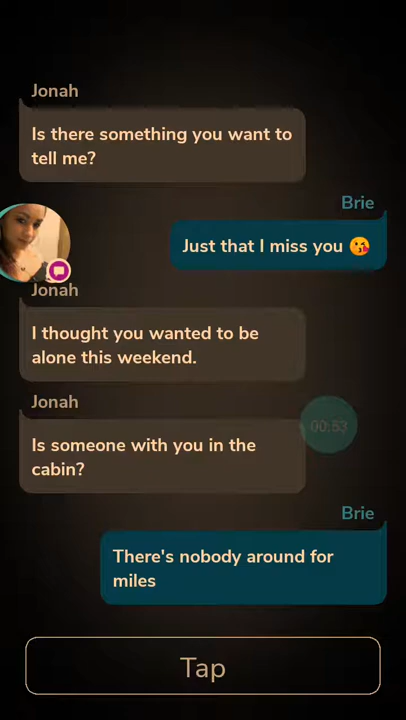 Jonah
Is there something you want to
tell me?
Brie
Just that I miss you 😘
Jonah
I thought you wanted to be
alone this weekend.
Jonah
Is someone with you in the
cabin?
00:53
Brie
There's nobody around for
miles
Tap